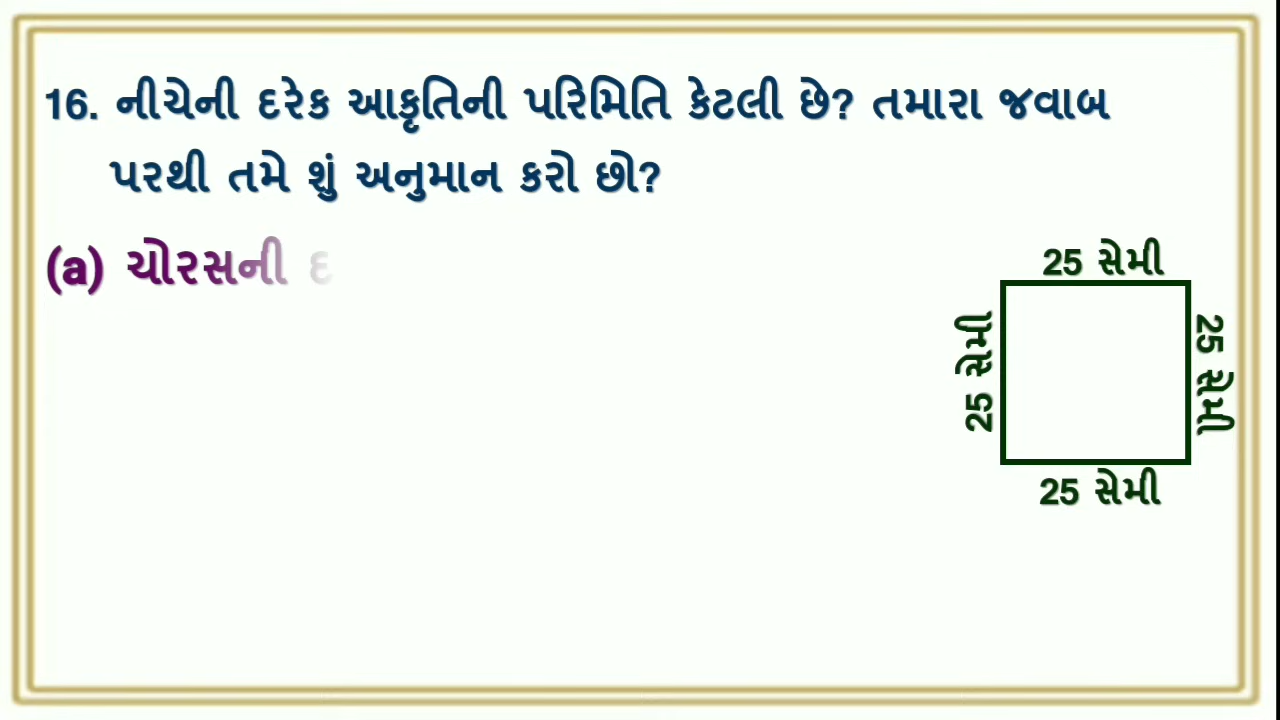 16. નીચેની દરેક આકૃતિની પરિમિતિ કેટલી છે? તમારા જવાબ
પરથી તમે શું અનુમાન કરો છો?
(a) ચોરસની દ
25 સેમી
25 સેમી
25 સેમી
25 સેમી